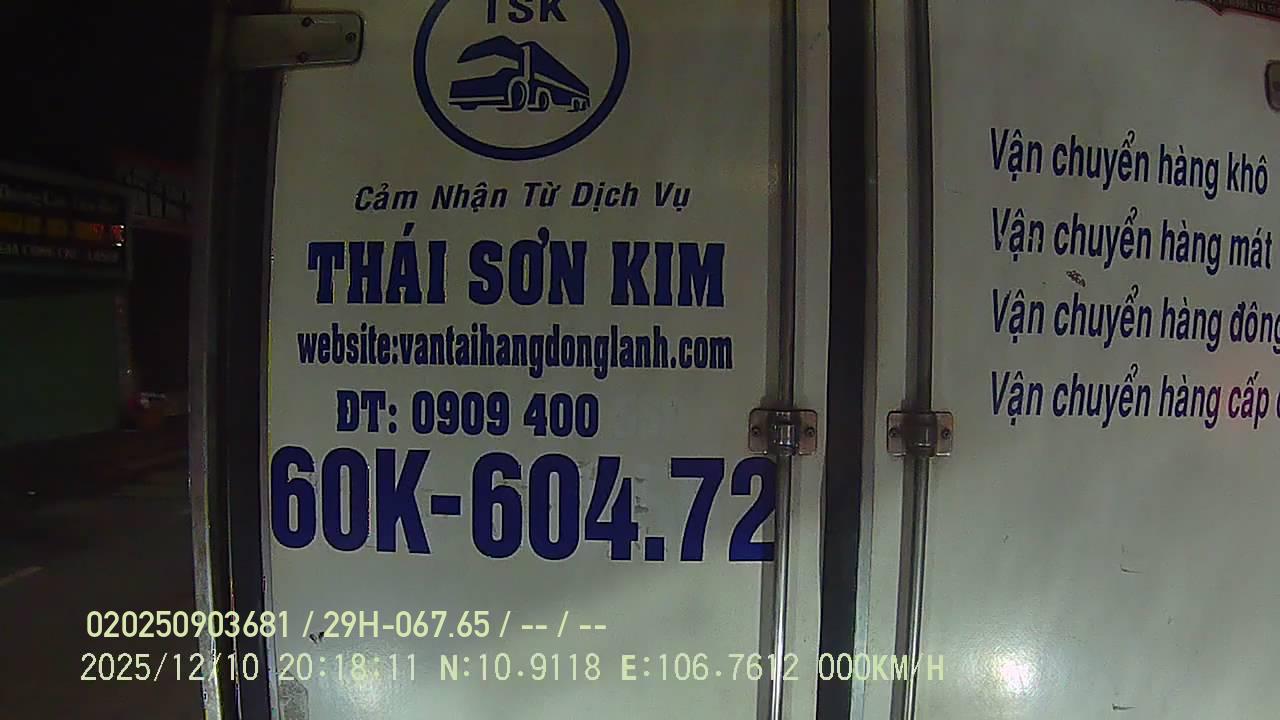 TSK
Cảm Nhận Từ Dịch Vụ
THÁI SƠN KIM
website:vantaihangdonglanh.com
ĐT: 0909 400
60K-604.72
Vận chuyển hàng khô
Vận chuyển hàng mát
Vận chuyển hàng đông
Vận chuyển hàng cấp
020250903681 / 29H-067.65 / -- / --
2025/12/10 20:18:11 N:10.9118 E:106.7612 000KM/H